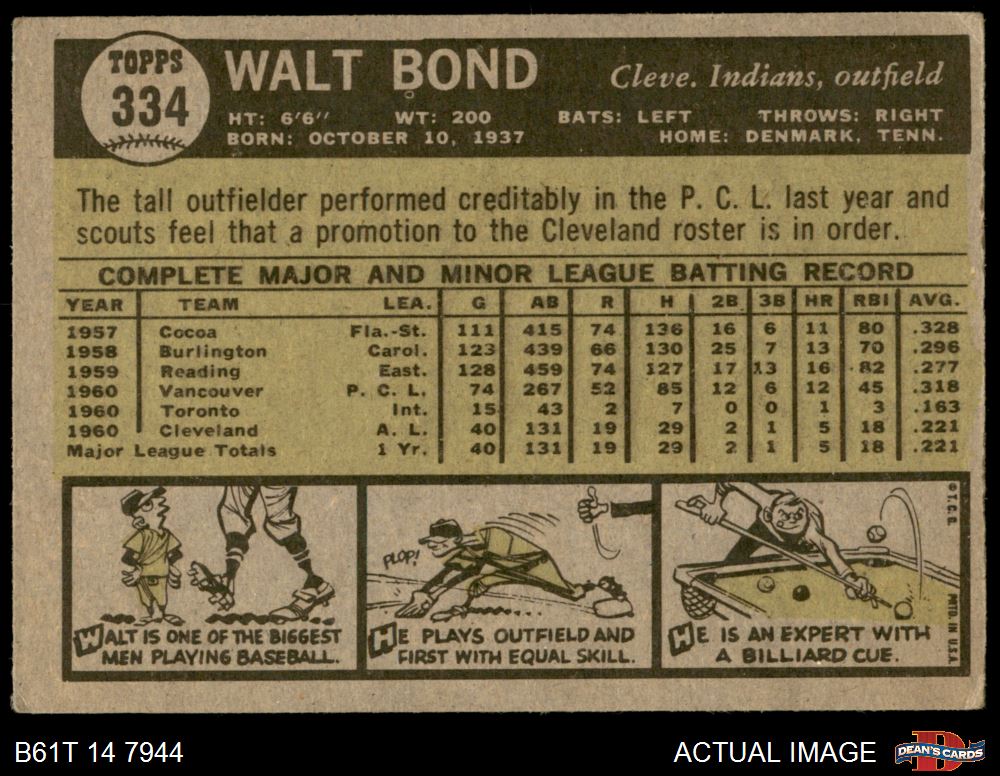 TOPPS
334
WALT BOND
Cleve. Indians, outfield
HT: 6'6" WT: 200 BATS: LEFT THROWS: RIGHT
BORN: OCTOBER 10, 1937 HOME: DENMARK, TENN.
The tall outfielder performed creditably in the P. C. L. last year and
scouts feel that a promotion to the Cleveland roster is in order.
COMPLETE MAJOR AND MINOR LEAGUE BATTING RECORD
YEAR TEAM LEA. G AB R H 2B 3B HR RBI AVG.
1957 Cocoa Fla.-St. 111 415 74 136 16 6 11 80 .328
1958 Burlington Carol. 123 439 66 130 25 7 13 70 .296
1959 Reading East. 128 459 74 127 17 13 16 82 .277
1960 Vancouver P. C. L. 74 267 52 85 12 6 12 45 .318
1960 Toronto Int. 15 43 2 7 0 0 1 3 .163
1960 Cleveland A. L. 40 131 19 29 2 1 5 18 .221
Major League Totals 1 Yr. 40 131 19 29 2 1 5 18 .221
WALT IS ONE OF THE BIGGEST
MEN PLAYING BASEBALL.
PLOP!
HE PLAYS OUTFIELD AND
FIRST WITH EQUAL SKILL.
HE IS AN EXPERT WITH
A BILLIARD CUE.
© T.C.G. PRTD. IN U.S.A.
B61T 14 7944
ACTUAL IMAGE
DEAN'S CARDS